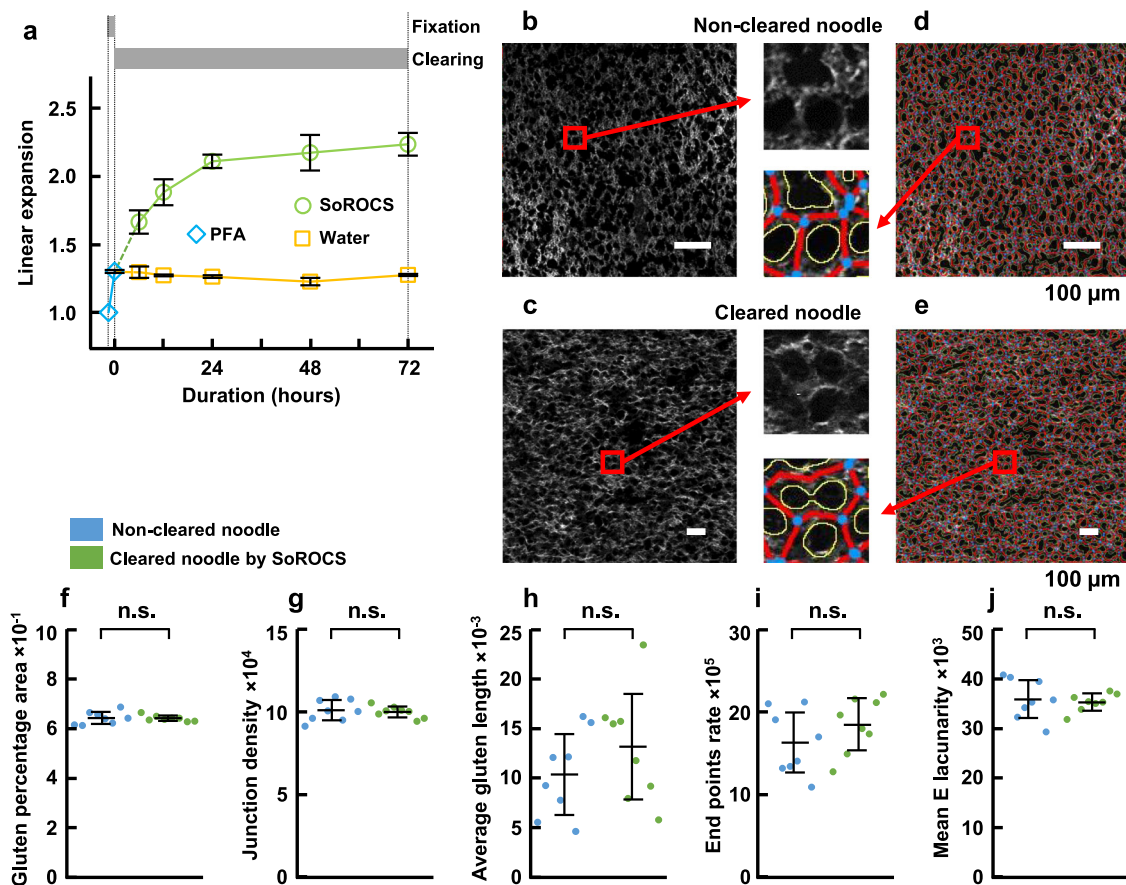 a
Fixation
Clearing
Linear expansion
2.5
2.0
1.5
1.0
PFA
SoROCS
Water
0
24
48
72
Duration (hours)
b
Non-cleared noodle
d
100 µm
c
Cleared noodle
e
100 µm
Non-cleared noodle
Cleared noodle by SoROCS
f
n.s.
Gluten percentage area ×10-1
10
8
6
4
2
0
g
n.s.
Junction density ×10⁴
15
10
5
0
h
n.s.
Average gluten length ×10-3
25
20
15
10
5
0
i
n.s.
End points rate ×10⁵
30
20
10
0
j
n.s.
Mean E lacunarity ×10³
50
40
30
20
10
0